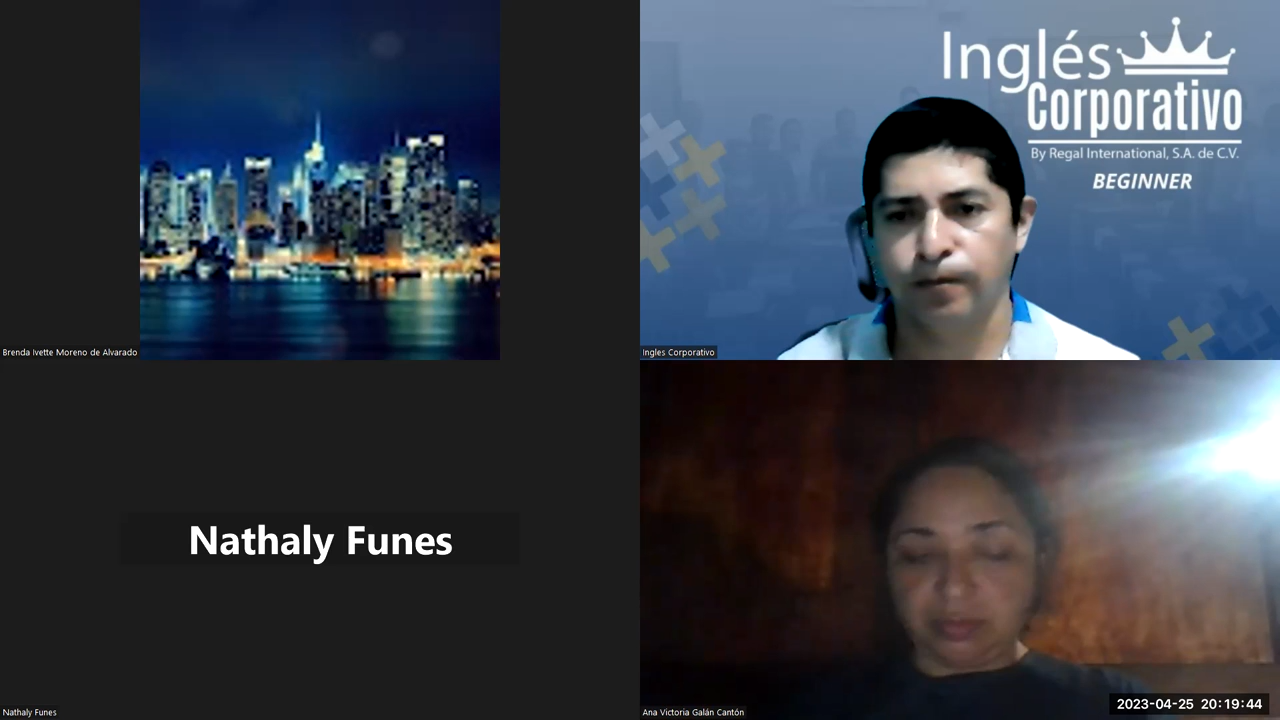 Inglés
Corporativo
By Regal International, S.A. de C.V.
BEGINNER
Brenda Ivette Moreno de Alvarado
Ingles Corporativo
Nathaly Funes
Nathaly Funes
Ana Victoria Galán Cantón
2023-04-25 20:19:44